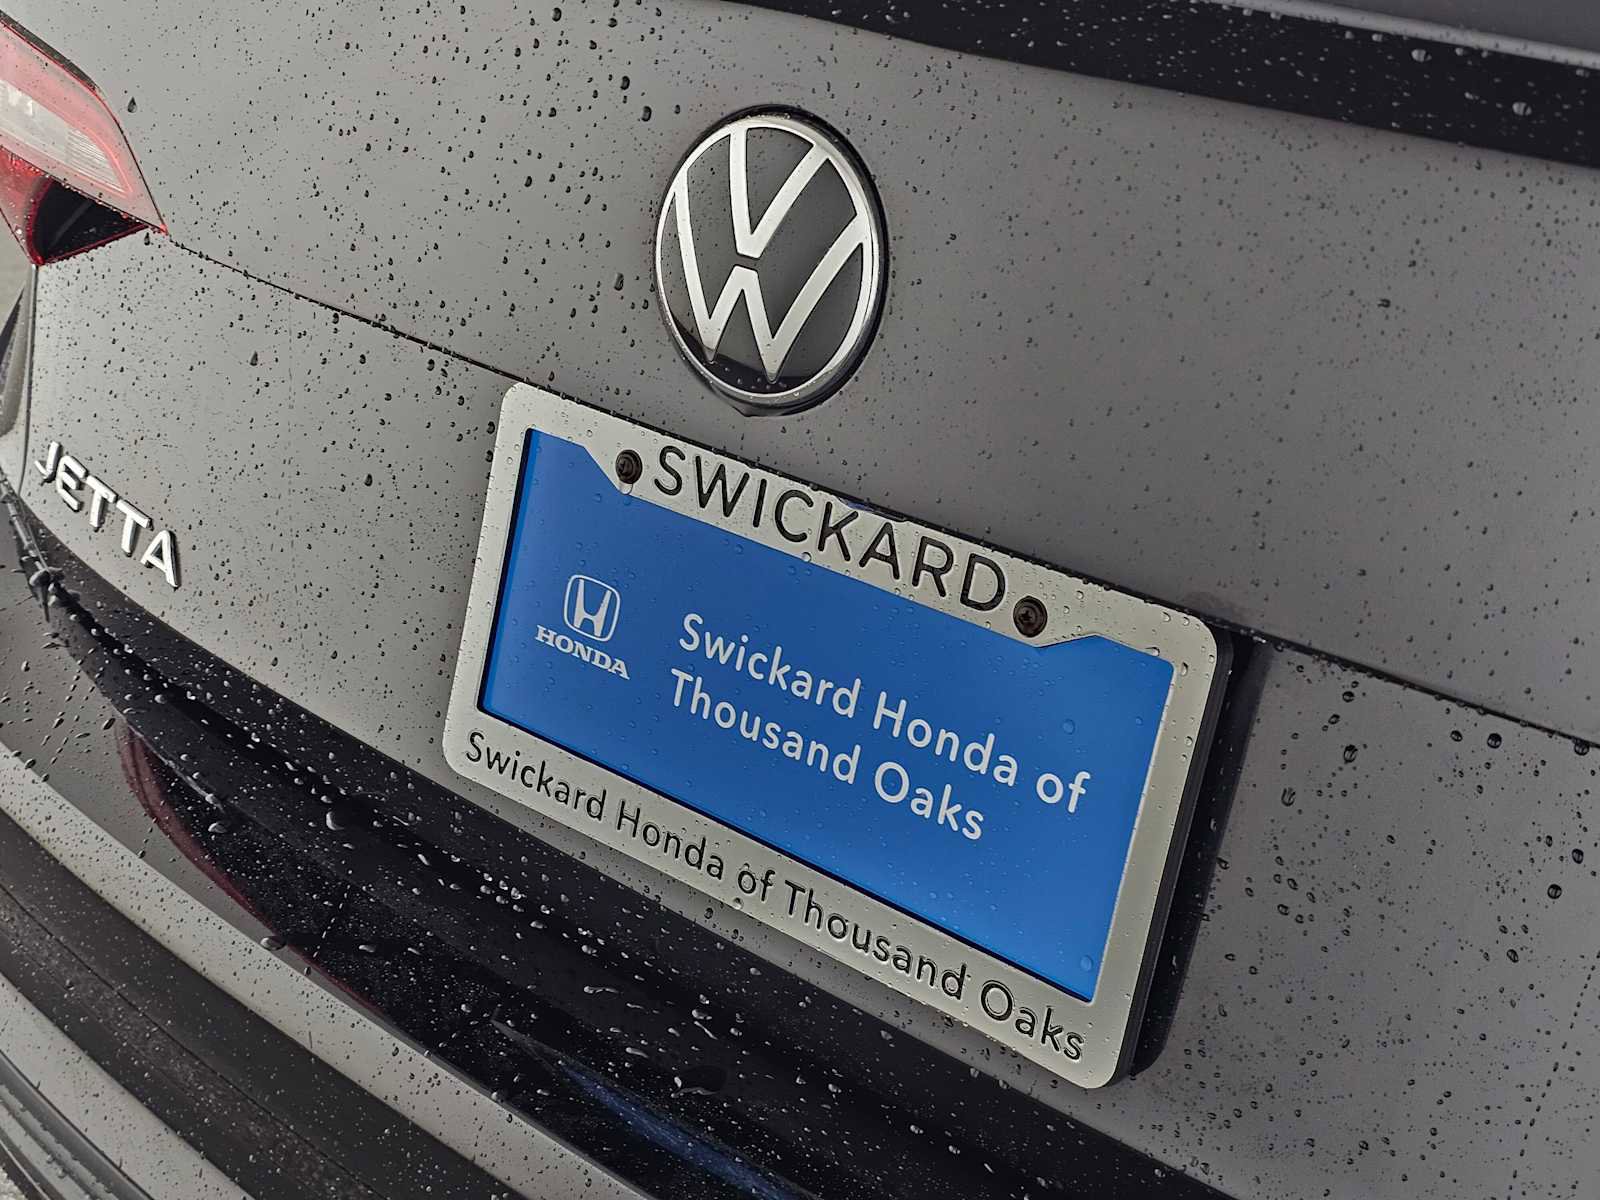 JETTA
SWICKARD
HONDA
Swickard Honda of
Thousand Oaks
Swickard Honda of Thousand Oaks